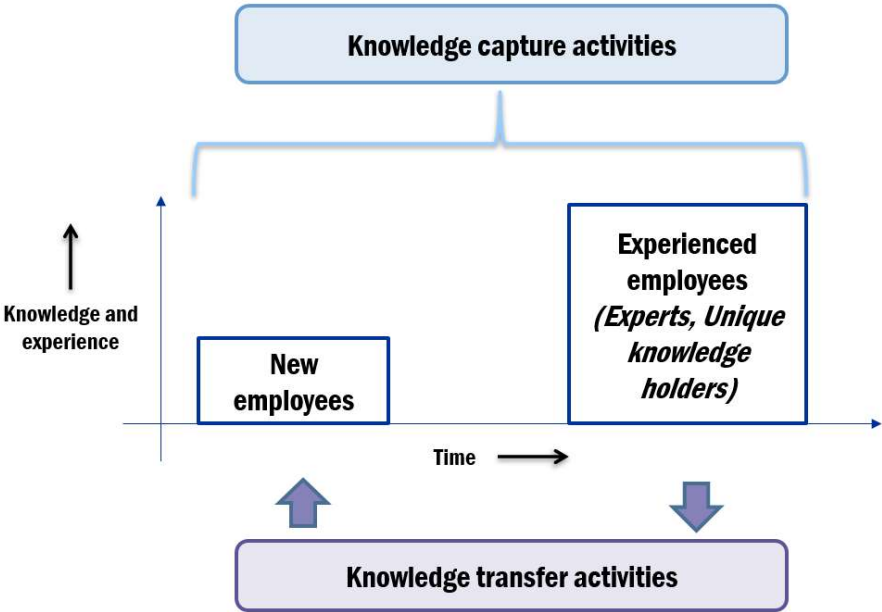 Knowledge capture activities
Knowledge and
experience
New
employees
Experienced
employees
(Experts, Unique
knowledge
holders)
Time
Knowledge transfer activities